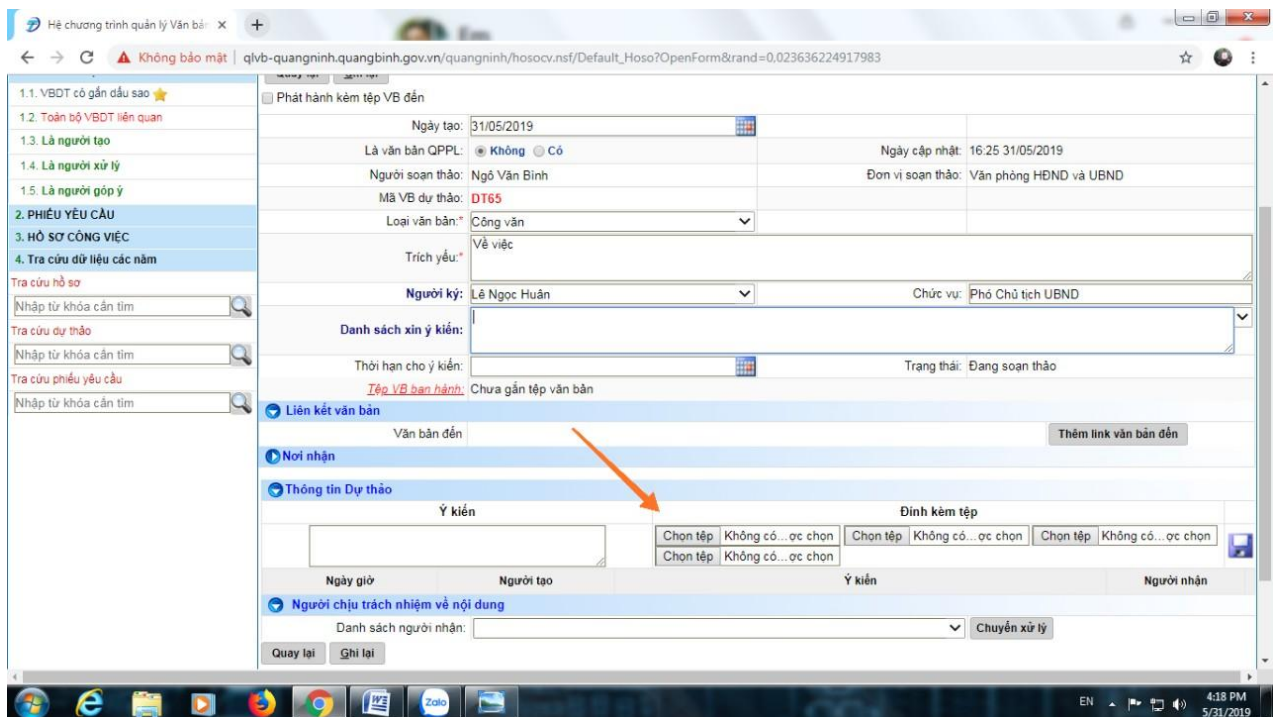 Hệ chương trình quản lý Văn bản
Không bảo mật | qlvb-quangninh.quangbinh.gov.vn/quangninh/hosocv.nsf/Default_Hoso?OpenForm&rand=0.023636224917983
Quay lại Ghi lại
1.1. VBDT có gắn dấu sao
Phát hành kèm tệp VB đến
1.2. Toàn bộ VBDT liên quan
Ngày tạo: 31/05/2019
1.3. Là người tạo
Là văn bản QPPL: Không Có Ngày cập nhật: 16:25 31/05/2019
1.4. Là người xử lý
Người soạn thảo: Ngô Văn Bình Đơn vị soạn thảo: Văn phòng HĐND và UBND
1.5. Là người góp ý
Mã VB dự thảo: DT65
2. PHIẾU YÊU CẦU
Loại văn bản:* Công văn
3. HỒ SƠ CÔNG VIỆC
Về việc
4. Tra cứu dữ liệu các năm
Trích yếu:*
Tra cứu hồ sơ
Người ký: Lê Ngọc Huân Chức vụ: Phó Chủ tịch UBND
Nhập từ khóa cần tìm
Tra cứu dự thảo
Danh sách xin ý kiến:
Nhập từ khóa cần tìm
Thời hạn cho ý kiến: Trạng thái: Đang soạn thảo
Tra cứu phiếu yêu cầu
Tệp VB ban hành: Chưa gắn tệp văn bản
Nhập từ khóa cần tìm
Liên kết văn bản
Văn bản đến Thêm link văn bản đến
Nơi nhận
Thông tin Dự thảo
Ý kiến Đính kèm tệp
Chọn tệp Không có...ợc chọn Chọn tệp Không có...ợc chọn Chọn tệp Không có...ợc chọn
Chọn tệp Không có...ợc chọn
Ngày giờ Người tạo Ý kiến Người nhận
Người chịu trách nhiệm về nội dung
Danh sách người nhận: Chuyển xử lý
Quay lại Ghi lại
Zalo
EN 4:18 PM
5/31/2019